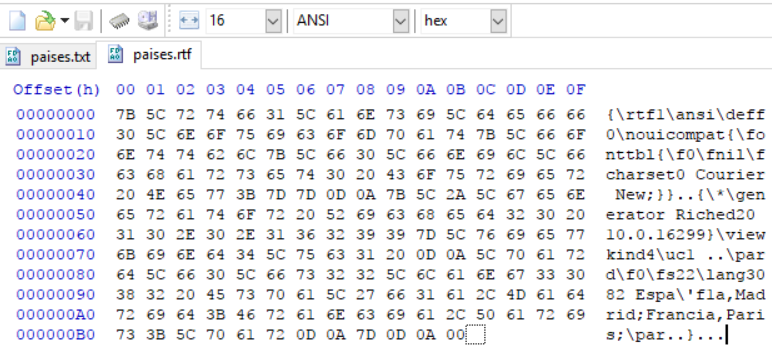 16 ANSI hex
paises.txt paises.rtf
Offset(h) 00 01 02 03 04 05 06 07 08 09 0A 0B 0C 0D 0E 0F
00000000 7B 5C 72 74 66 31 5C 61 6E 73 69 5C 64 65 66 66 {\rtf1\ansi\deff
00000010 30 5C 6E 6F 75 69 63 6F 6D 70 61 74 7B 5C 66 6F 0\nouicompat{\fo
00000020 6E 74 74 62 6C 7B 5C 66 30 5C 66 6E 69 6C 5C 66 nttbl{\f0\fnil\f
00000030 63 68 61 72 73 65 74 30 20 43 6F 75 72 69 65 72 charset0 Courier
00000040 20 4E 65 77 3B 7D 7D 0D 0A 7B 5C 2A 5C 67 65 6E  New;}}..{\*\gen
00000050 65 72 61 74 6F 72 20 52 69 63 68 65 64 32 30 20 erator Riched20
00000060 31 30 2E 30 2E 31 36 32 39 39 7D 5C 76 69 65 77 10.0.16299}\view
00000070 6B 69 6E 64 34 5C 75 63 31 20 0D 0A 5C 70 61 72 kind4\uc1 ..\par
00000080 64 5C 66 30 5C 66 73 32 32 5C 6C 61 6E 67 33 30 d\f0\fs22\lang30
00000090 38 32 20 45 73 70 61 5C 27 66 31 61 2C 4D 61 64 82 Espa\'f1a,Mad
000000A0 72 69 64 3B 46 72 61 6E 63 69 61 2C 50 61 72 69 rid;Francia,Pari
000000B0 73 3B 5C 70 61 72 0D 0A 7D 0D 0A 00 s;\par..}...